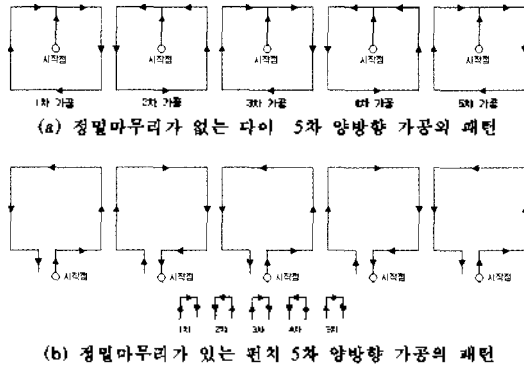 시작점 시작점 시작점 시작점 시작점
1차 가공 2차 가공 3차 가공 4차 가공 5차 가공
(a) 정밀마무리가 없는 다이 5차 양방향 가공의 패턴
시작점 시작점 시작점 시작점 시작점
1차 2차 3차 4차 5차
(b) 정밀마무리가 있는 펀치 5차 양방향 가공의 패턴